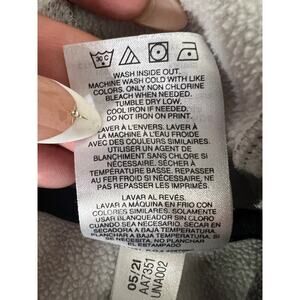 30 C
WASH INSIDE OUT.
MACHINE WASH COLD WITH LIKE
COLORS. ONLY NON CHLORINE
BLEACH WHEN NEEDED.
TUMBLE DRY LOW.
COOL IRON IF NEEDED.
DO NOT IRON ON PRINT.
LAVER À L'ENVERS. LAVER À
LA MACHINE À L'EAU FROIDE
AVEC DES COULEURS SIMILAIRES.
UTILISER UN AGENT DE
BLANCHIMENT SANS CHLORE SI
NÉCESSAIRE. SÉCHER À
TEMPÉRATURE BASSE. REPASSER
AU FER FROID SI NÉCESSAIRE. NE
PAS REPASSER LES IMPRIMÉS.
LAVAR AL REVÉS.
LAVAR A MÁQUINA EN FRIO CON
COLORES SIMILARES. SOLAMENTE
USAR BLANQUEADOR SIN CLORO
CUANDO SEA NECESARIO. SECADORA
A BAJA TEMPERATURA. PLANCHAR
A BAJA TEMPERATURA, SI
ES NECESARIO. NO PLANCHAR
EL ESTAMPADO
05/21
AA7351
UNA002